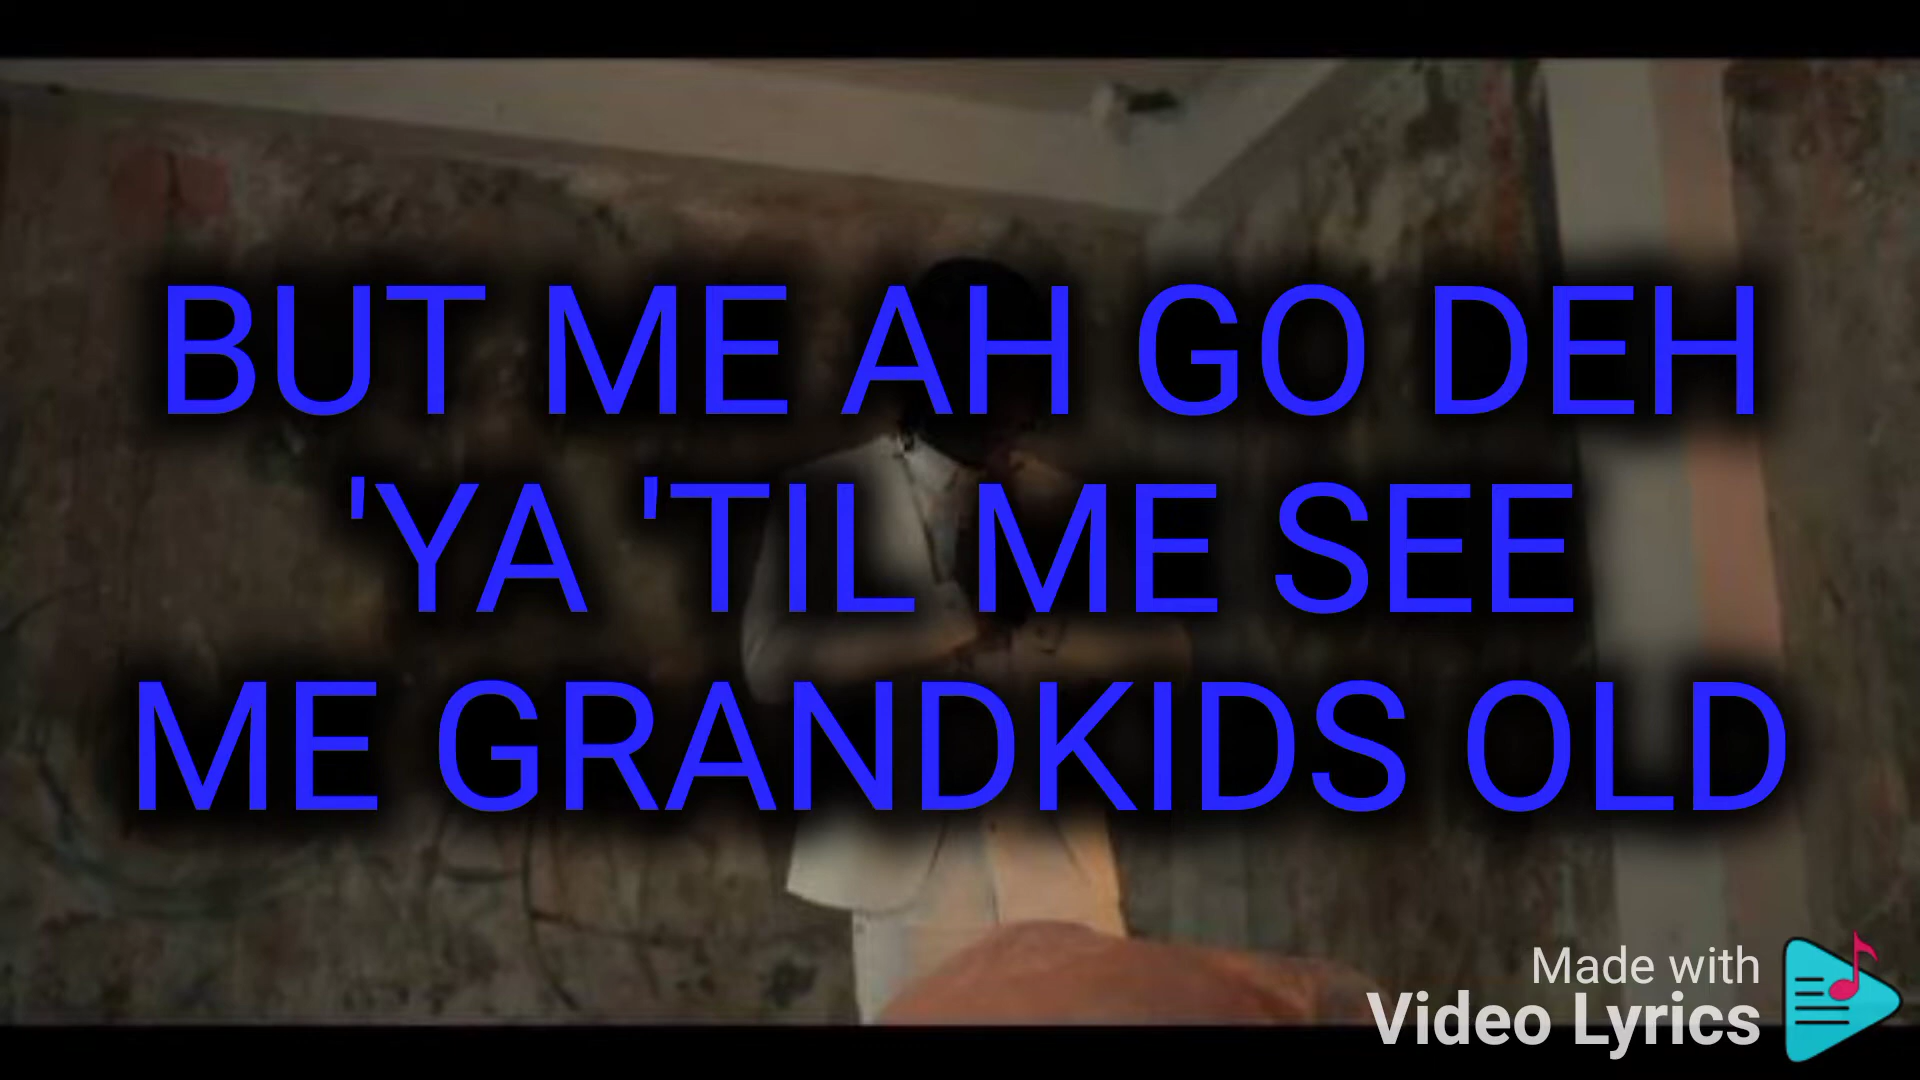 BUT ME AH GO DEH
'YA 'TIL ME SEE
ME GRANDKIDS OLD
Made with
Video Lyrics